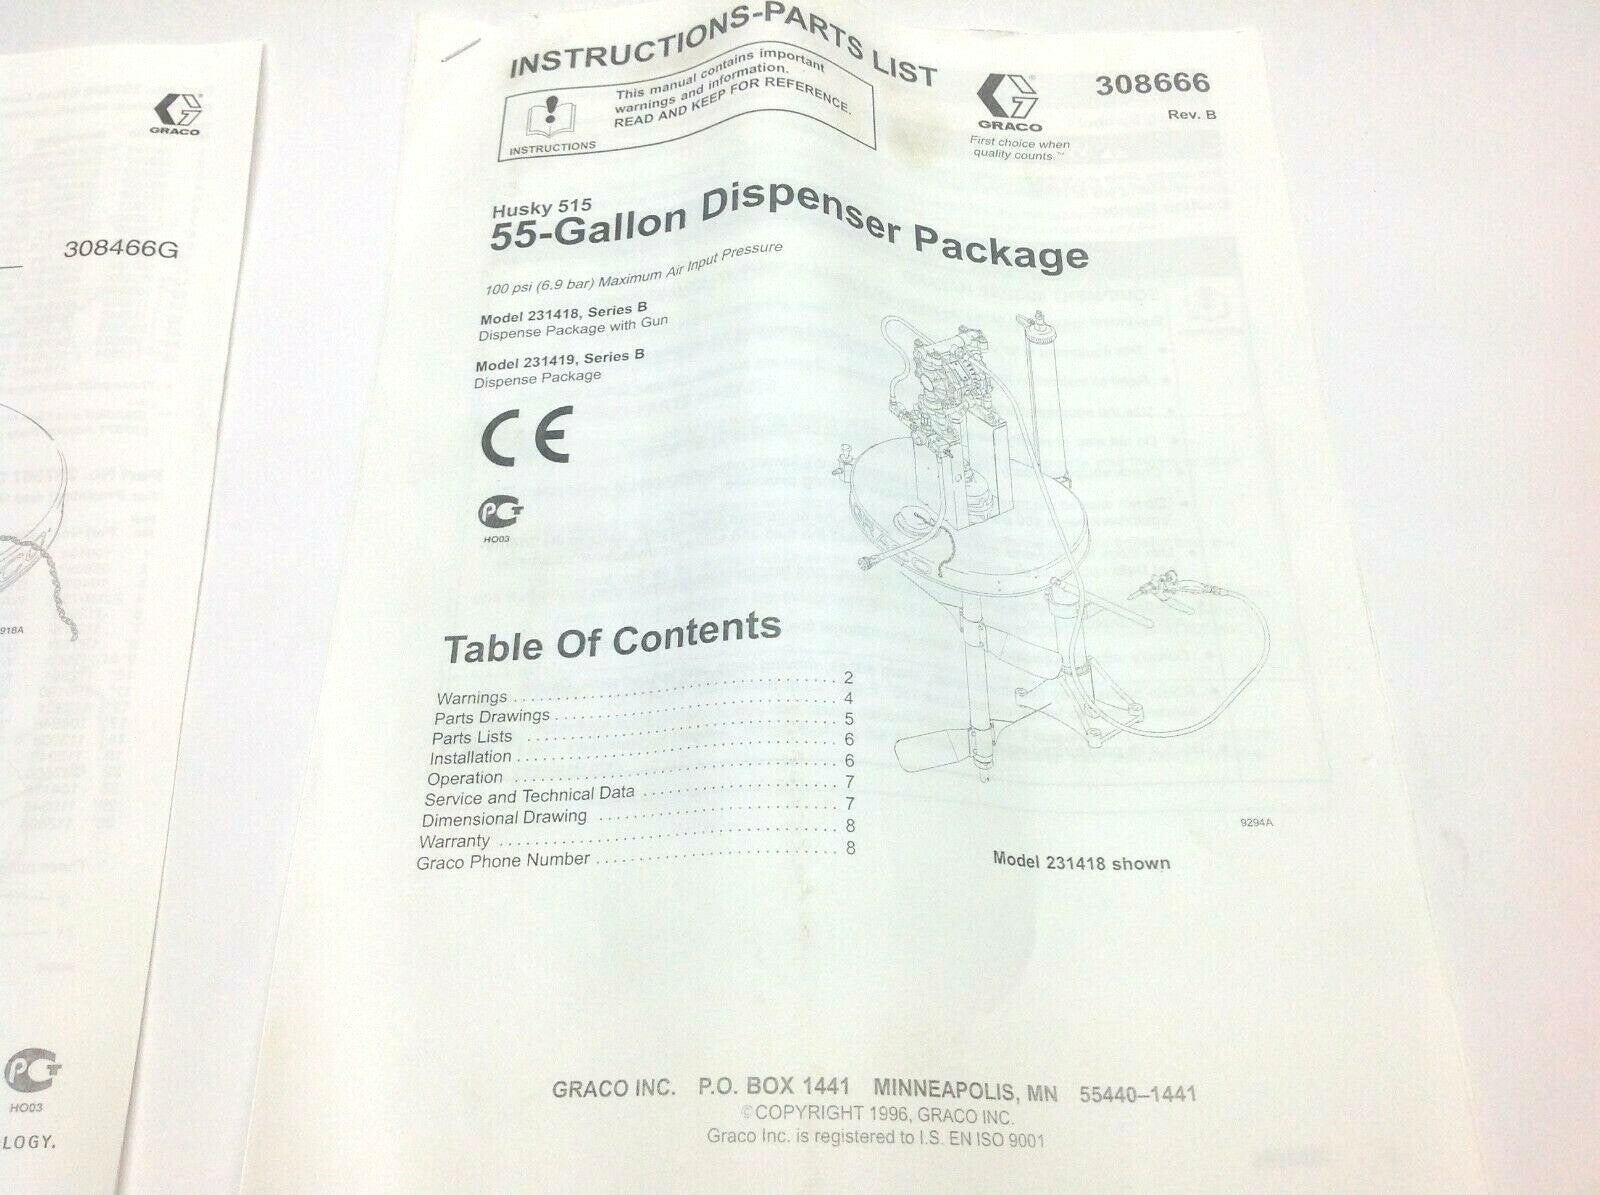 GRACO
308466G
918A
PCT
HO03
LOGY.
INSTRUCTIONS-PARTS LIST
This manual contains important
warnings and information.
READ AND KEEP FOR REFERENCE.
INSTRUCTIONS
GRACO
First choice when
quality counts.™
308666
Rev. B
Husky 515
55-Gallon Dispenser Package
100 psi (6.9 bar) Maximum Air Input Pressure
Model 231418, Series B
Dispense Package with Gun
Model 231419, Series B
Dispense Package
CE
PCT
HO03
Table Of Contents
Warnings . . . . . . . . . . . . . . . . . . . . . . . . . . . . . . . . 2
Parts Drawings . . . . . . . . . . . . . . . . . . . . . . . . . . . 4
Parts Lists . . . . . . . . . . . . . . . . . . . . . . . . . . . . . . 5
Installation . . . . . . . . . . . . . . . . . . . . . . . . . . . . . . 6
Operation . . . . . . . . . . . . . . . . . . . . . . . . . . . . . . . 6
Service and Technical Data . . . . . . . . . . . . . . . . . . . 7
Dimensional Drawing . . . . . . . . . . . . . . . . . . . . . . . 7
Warranty . . . . . . . . . . . . . . . . . . . . . . . . . . . . . . . . 8
Graco Phone Number . . . . . . . . . . . . . . . . . . . . . . . 8
9294A
Model 231418 shown
GRACO INC. P.O. BOX 1441 MINNEAPOLIS, MN 55440–1441
©COPYRIGHT 1996, GRACO INC.
Graco Inc. is registered to I.S. EN ISO 9001